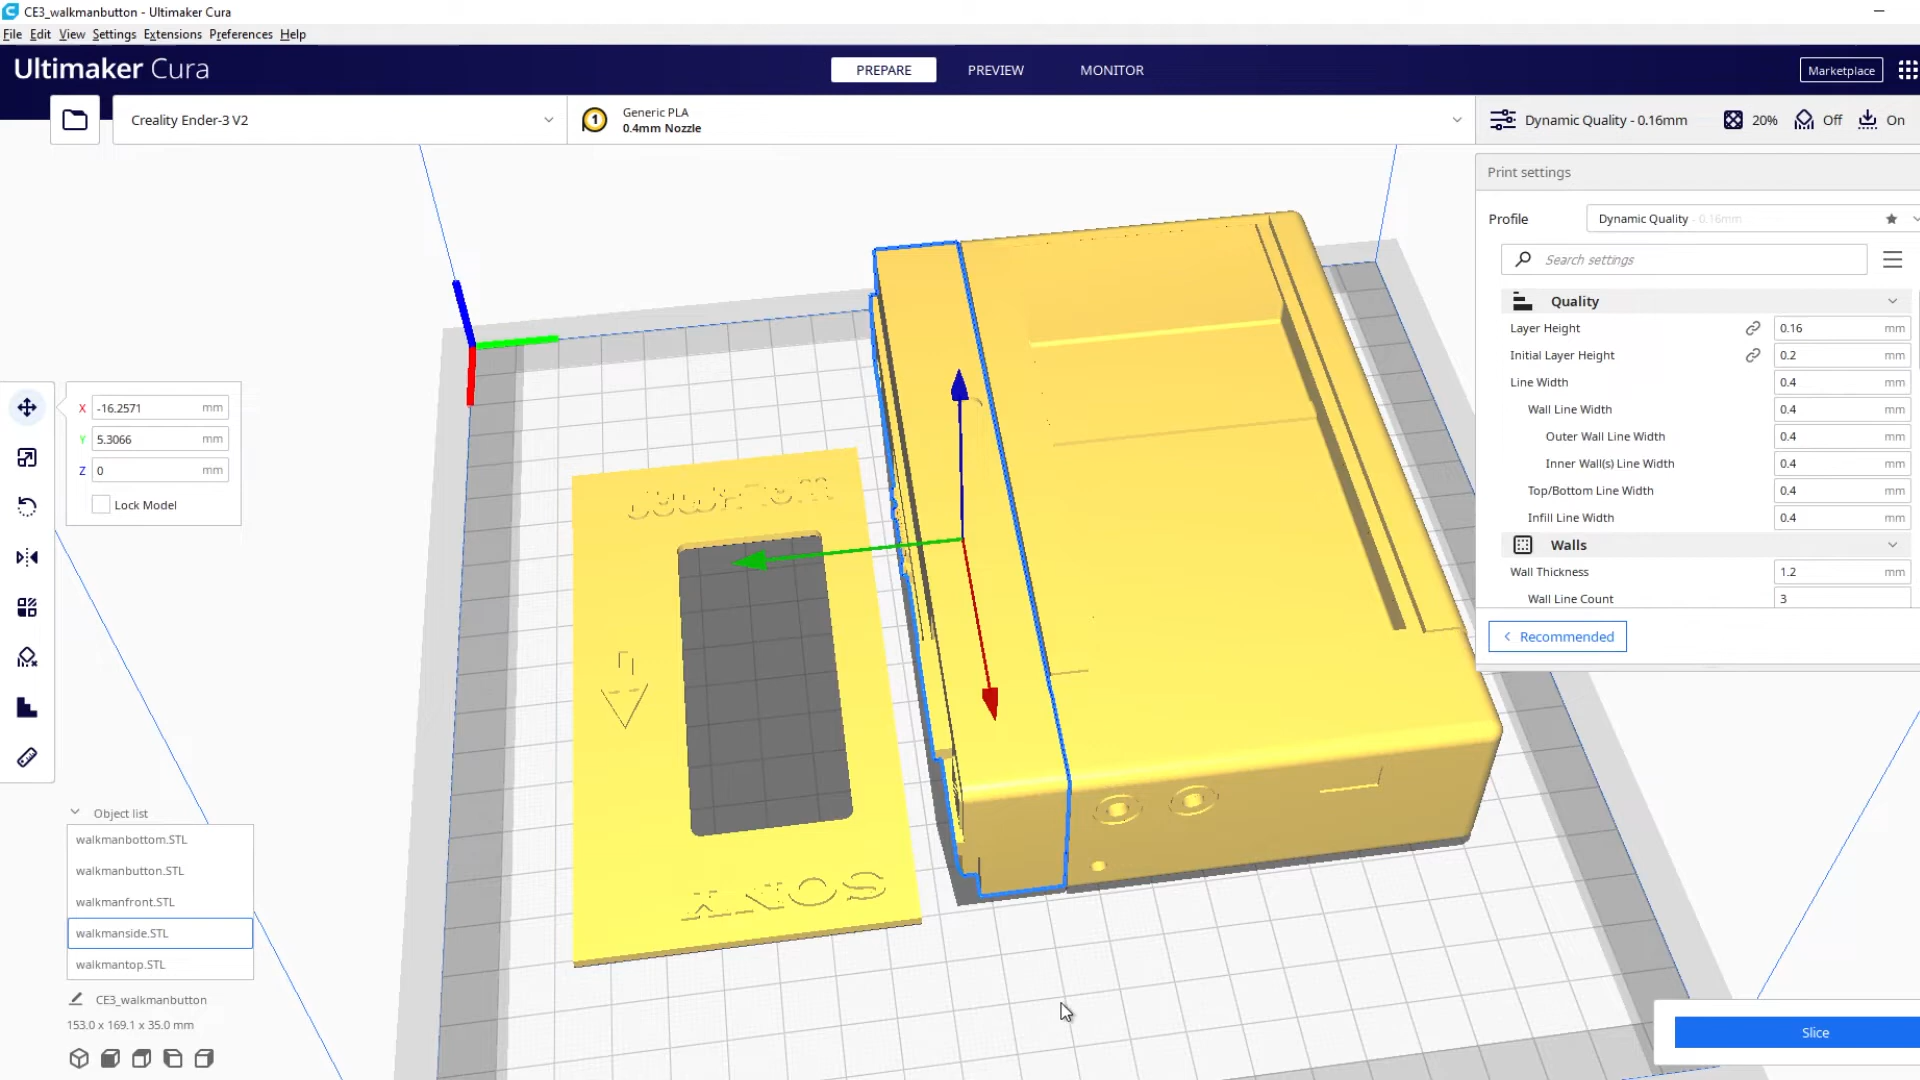 CE3_walkmanbutton - Ultimaker Cura
File Edit View Settings Extensions Preferences Help
Ultimaker Cura
PREPARE PREVIEW MONITOR
Marketplace
Creality Ender-3 V2
1 Generic PLA
0.4mm Nozzle
Dynamic Quality - 0.16mm 20% Off On
Print settings
Profile Dynamic Quality - 0.16mm
Search settings
Quality
Layer Height 0.16 mm
Initial Layer Height 0.2 mm
Line Width 0.4 mm
Wall Line Width 0.4 mm
Outer Wall Line Width 0.4 mm
Inner Wall(s) Line Width 0.4 mm
Top/Bottom Line Width 0.4 mm
Infill Line Width 0.4 mm
Walls
Wall Thickness 1.2 mm
Wall Line Count 3
Recommended
X -16.2571 mm
Y 5.3066 mm
Z 0 mm
Lock Model
Object list
walkmanbottom.STL
walkmanbutton.STL
walkmanfront.STL
walkmanside.STL
walkmantop.STL
CE3_walkmanbutton
153.0 x 169.1 x 35.0 mm
Slice